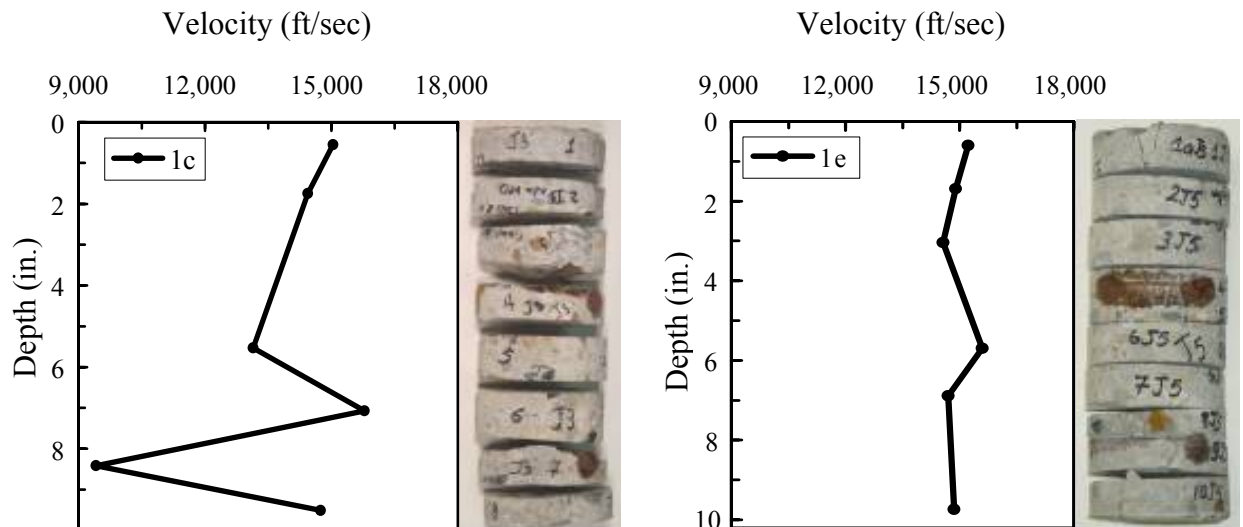 Velocity (ft/sec)
9,000 12,000 15,000 18,000
0
2
4
6
8
Depth (in.)
1c
J3 1
5
6 - J3
J3 7
Velocity (ft/sec)
9,000 12,000 15,000 18,000
0
2
4
6
8
10
Depth (in.)
1e
2J5
3J5
6J5
7J5
10J5